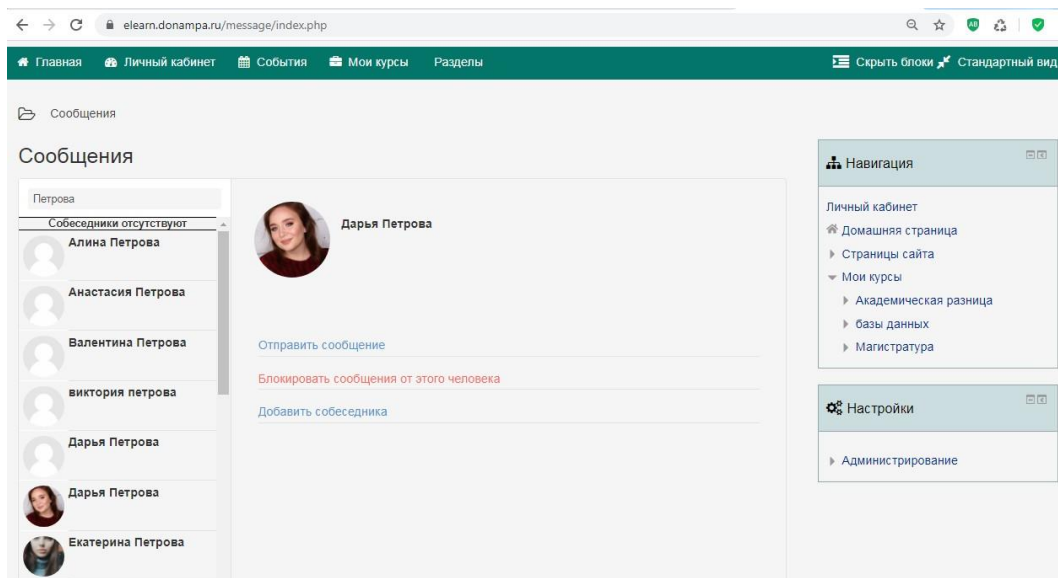 elearn.donampa.ru/message/index.php
Главная Личный кабинет События Мои курсы Разделы Скрыть блоки Стандартный вид
Сообщения
Сообщения
Петрова
Собеседники отсутствуют
Алина Петрова
Анастасия Петрова
Валентина Петрова
виктория петрова
Дарья Петрова
Дарья Петрова
Екатерина Петрова
Дарья Петрова
Отправить сообщение
Блокировать сообщения от этого человека
Добавить собеседника
Навигация
Личный кабинет
Домашняя страница
Страницы сайта
Мои курсы
Академическая разница
базы данных
Магистратура
Настройки
Администрирование